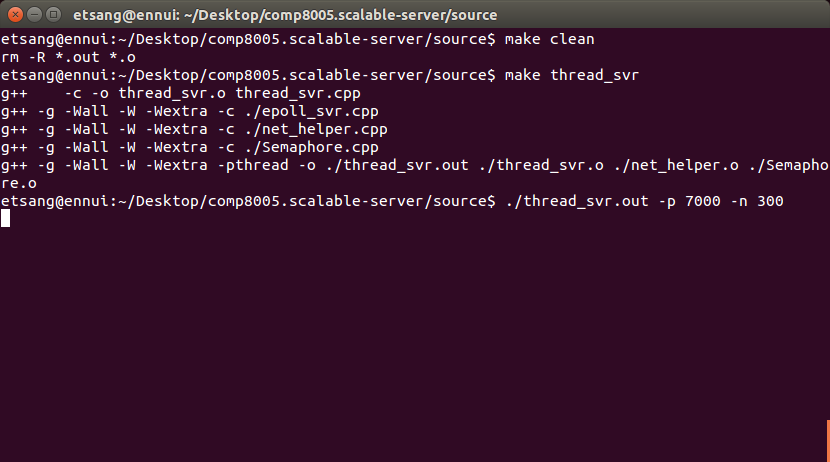 etsang@ennui: ~/Desktop/comp8005.scalable-server/source
etsang@ennui:~/Desktop/comp8005.scalable-server/source$ make clean
rm -R *.out *.o
etsang@ennui:~/Desktop/comp8005.scalable-server/source$ make thread_svr
g++    -c -o thread_svr.o thread_svr.cpp
g++ -g -Wall -W -Wextra -c ./epoll_svr.cpp
g++ -g -Wall -W -Wextra -c ./net_helper.cpp
g++ -g -Wall -W -Wextra -c ./Semaphore.cpp
g++ -g -Wall -W -Wextra -pthread -o ./thread_svr.out ./thread_svr.o ./net_helper.o ./Semapho
re.o
etsang@ennui:~/Desktop/comp8005.scalable-server/source$ ./thread_svr.out -p 7000 -n 300